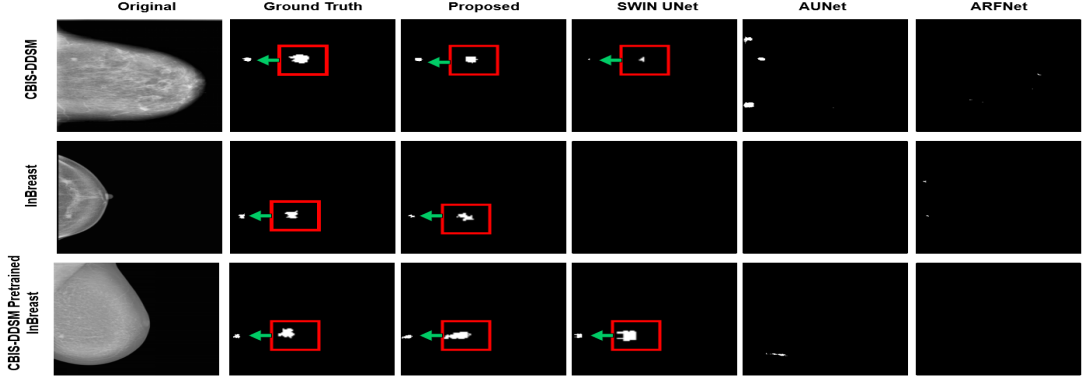 Original Ground Truth Proposed SWIN UNet AUNet ARFNet
CBIS-DDSM
InBreast
CBIS-DDSM Pretrained
InBreast